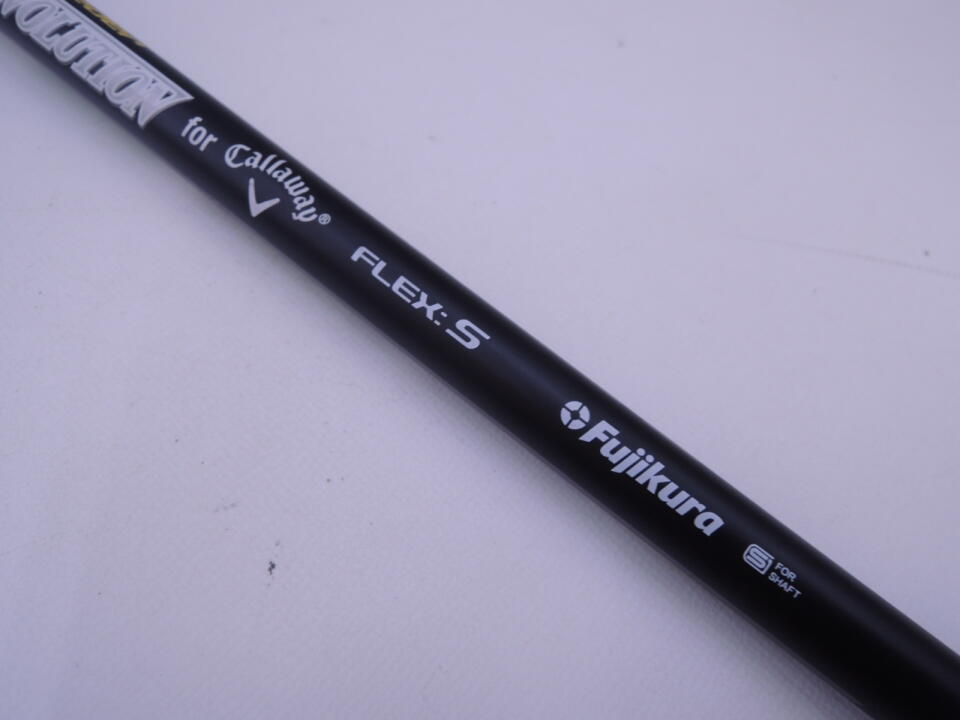 for Callaway®
FLEX: S
Fujikura
S FOR
SHAFT